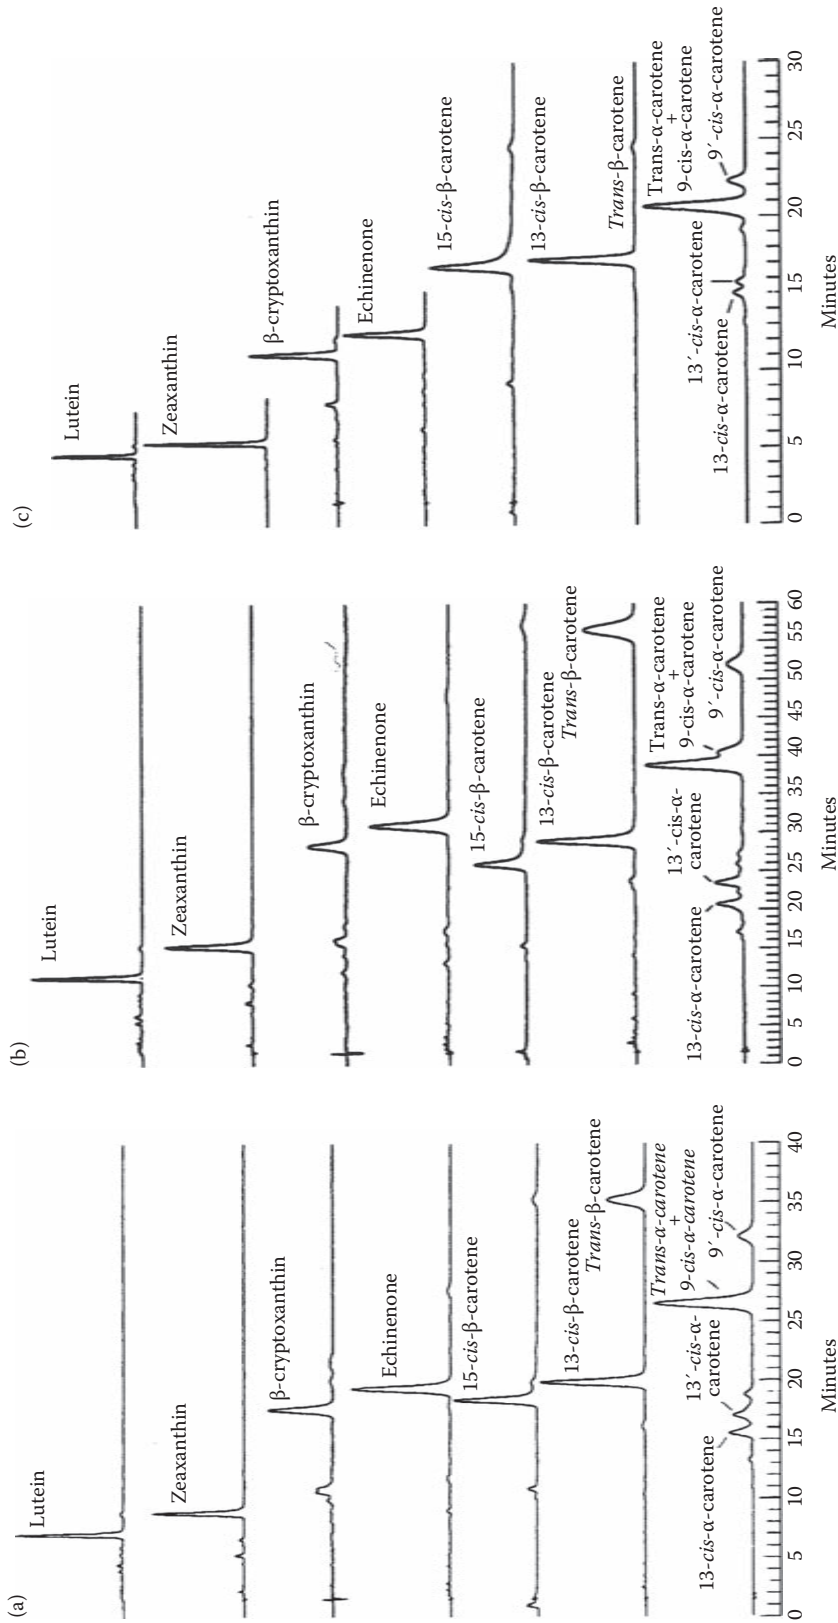 (a)
Lutein
Zeaxanthin
β-cryptoxanthin
Echinenone
15-cis-β-carotene
13-cis-β-carotene
Trans-β-carotene
Trans-α-carotene
+
9-cis-α-carotene
9′-cis-α-carotene
13′-cis-α-
carotene
13-cis-α-carotene
0 5 10 15 20 25 30 35 40
Minutes
(b)
Lutein
Zeaxanthin
β-cryptoxanthin
Echinenone
15-cis-β-carotene
13-cis-β-carotene
Trans-β-carotene
Trans-α-carotene
+
9-cis-α-carotene
9′-cis-α-carotene
13′-cis-α-
carotene
13-cis-α-carotene
0 5 10 15 20 25 30 35 40 45 50 55 60
Minutes
(c)
Lutein
Zeaxanthin
β-cryptoxanthin
Echinenone
15-cis-β-carotene
13-cis-β-carotene
Trans-β-carotene
Trans-α-carotene
+
9-cis-α-carotene
9′-cis-α-carotene
13′-cis-α-carotene
13-cis-α-carotene
0 5 10 15 20 25 30
Minutes